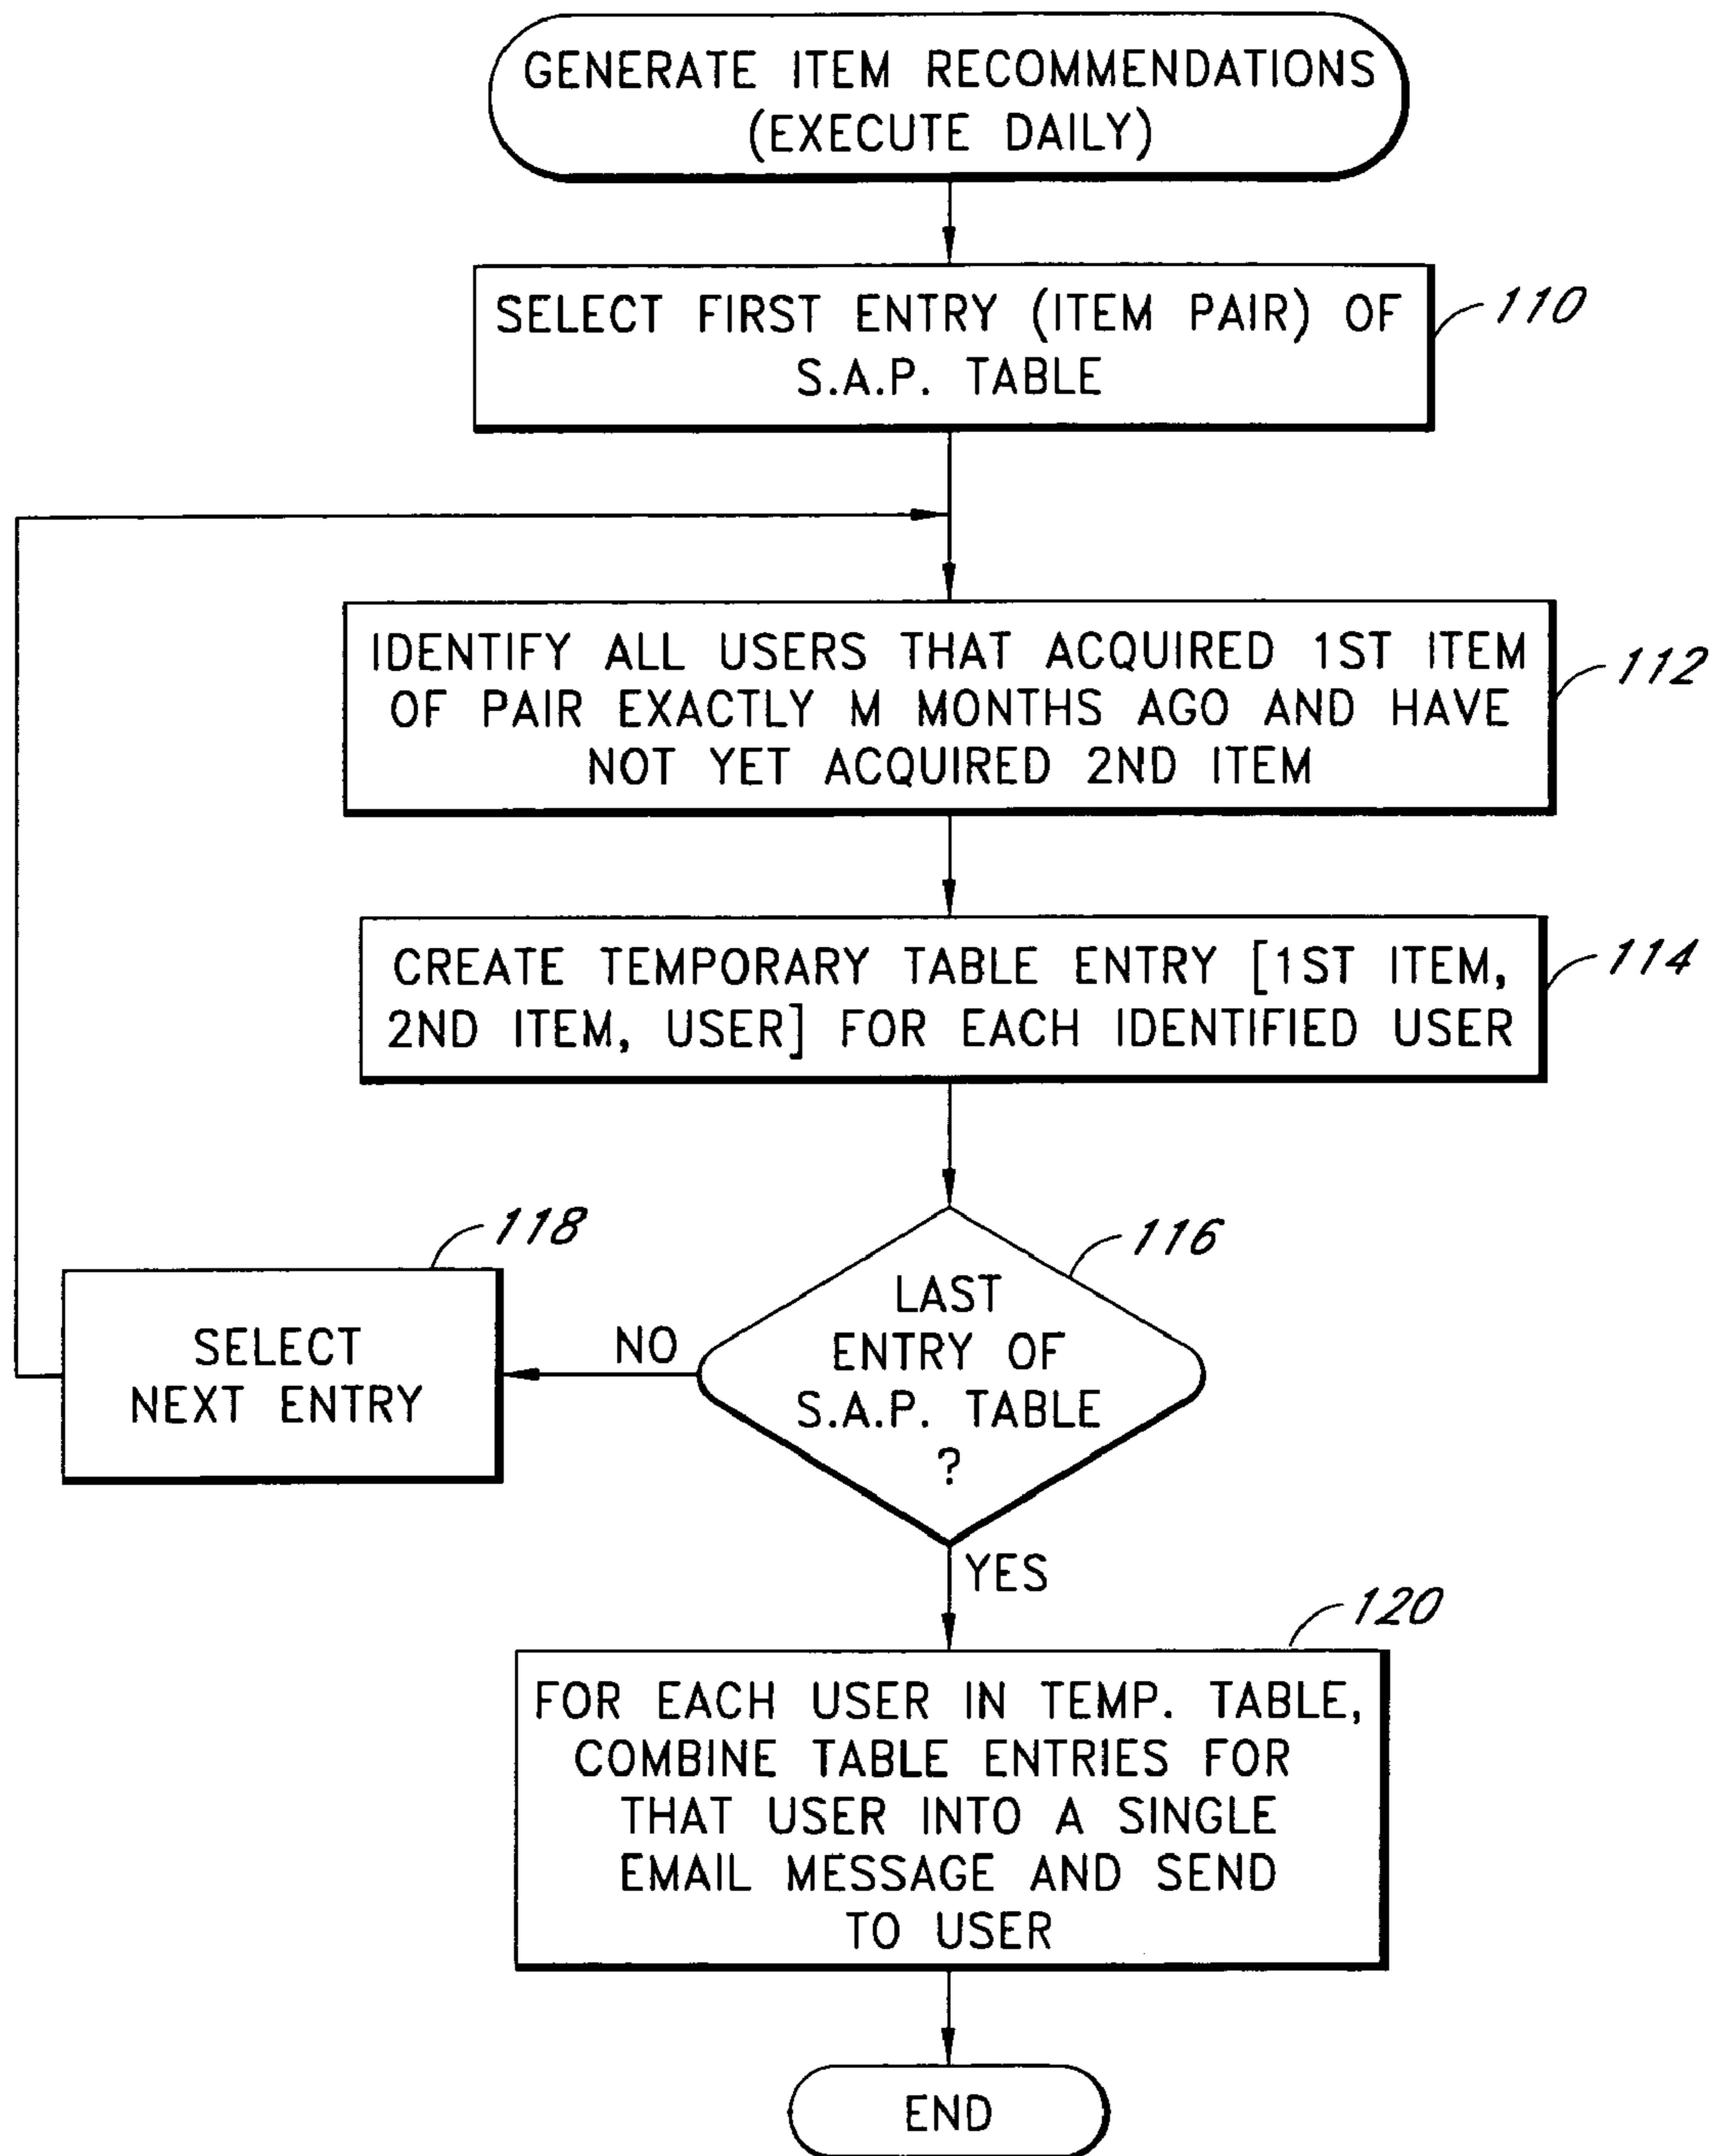 GENERATE ITEM RECOMMENDATIONS
(EXECUTE DAILY)
SELECT FIRST ENTRY (ITEM PAIR) OF
S.A.P. TABLE
110
IDENTIFY ALL USERS THAT ACQUIRED 1ST ITEM
OF PAIR EXACTLY M MONTHS AGO AND HAVE
NOT YET ACQUIRED 2ND ITEM
112
CREATE TEMPORARY TABLE ENTRY [1ST ITEM,
2ND ITEM, USER] FOR EACH IDENTIFIED USER
114
116
LAST
ENTRY OF
S.A.P. TABLE
?
NO
118
SELECT
NEXT ENTRY
YES
120
FOR EACH USER IN TEMP. TABLE,
COMBINE TABLE ENTRIES FOR
THAT USER INTO A SINGLE
EMAIL MESSAGE AND SEND
TO USER
END